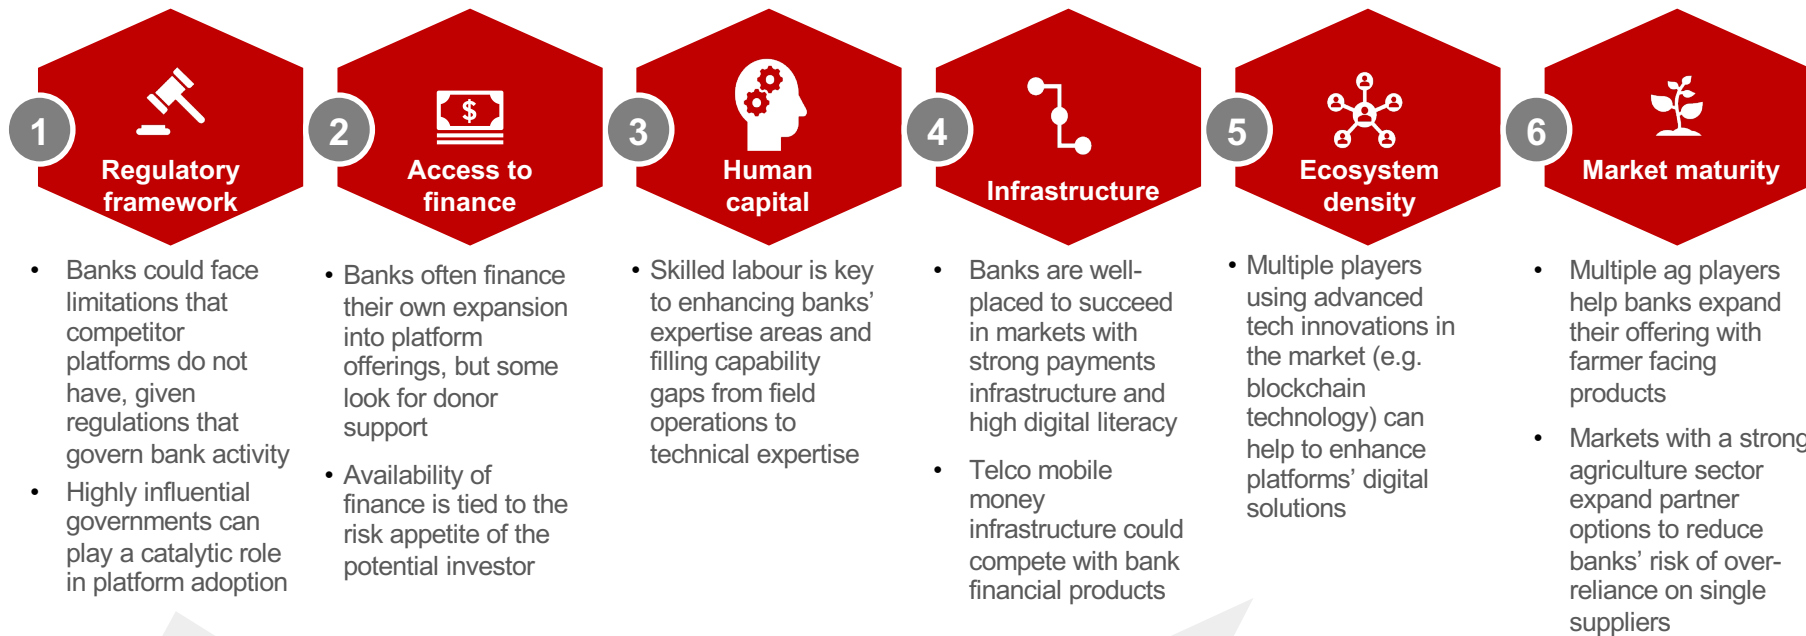 1
Regulatory
framework
• Banks could face
limitations that
competitor
platforms do not
have, given
regulations that
govern bank activity
• Highly influential
governments can
play a catalytic role
in platform adoption
2
$
Access to
finance
• Banks often finance
their own expansion
into platform
offerings, but some
look for donor
support
• Availability of
finance is tied to the
risk appetite of the
potential investor
3
Human
capital
• Skilled labour is key
to enhancing banks’
expertise areas and
filling capability
gaps from field
operations to
technical expertise
4
Infrastructure
• Banks are well-
placed to succeed
in markets with
strong payments
infrastructure and
high digital literacy
• Telco mobile
money
infrastructure could
compete with bank
financial products
5
Ecosystem
density
• Multiple players
using advanced
tech innovations in
the market (e.g.
blockchain
technology) can
help to enhance
platforms’ digital
solutions
6
Market maturity
• Multiple ag players
help banks expand
their offering with
farmer facing
products
• Markets with a strong
agriculture sector
expand partner
options to reduce
banks’ risk of over-
reliance on single
suppliers